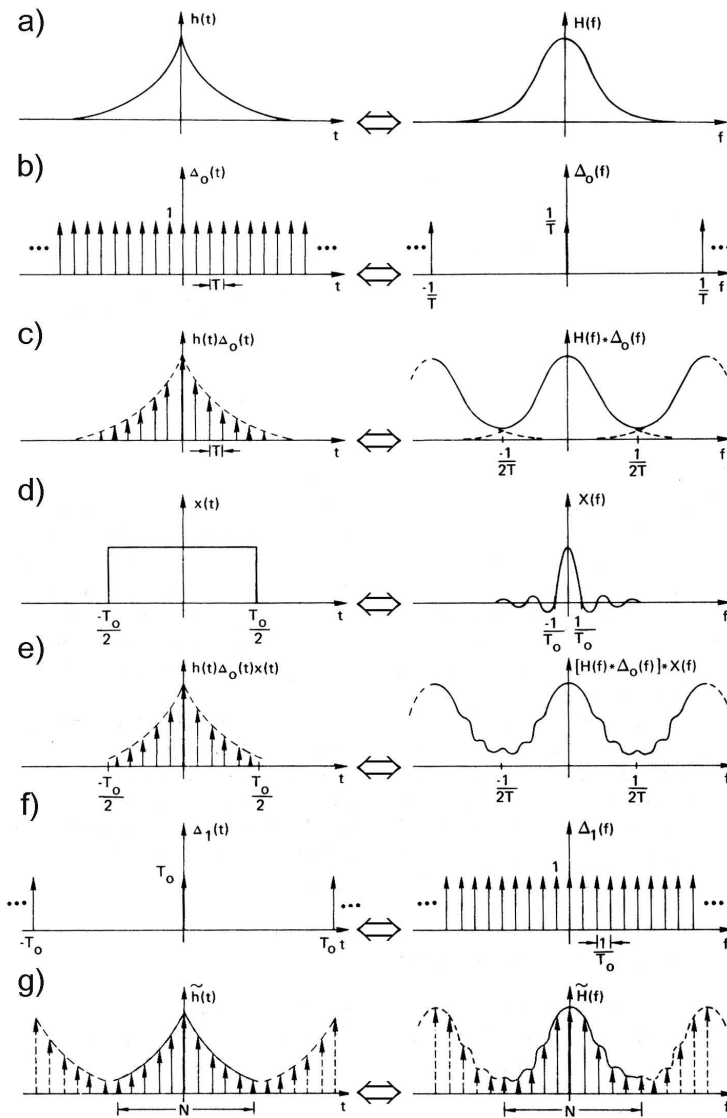 a)
h(t)
H(f)
t
f
b)
Δ₀(t)
Δ₀(f)
1
1/T
... ...
... ...
T
t
-1/T
1/T
f
c)
h(t)Δ₀(t)
H(f)*Δ₀(f)
T
t
-1/2T
1/2T
f
d)
x(t)
X(f)
-T₀/2
T₀/2
t
-1/T₀
1/T₀
f
e)
h(t)Δ₀(t)x(t)
[H(f)*Δ₀(f)]*X(f)
-T₀/2
T₀/2
t
-1/2T
1/2T
f
f)
Δ₁(t)
Δ₁(f)
T₀
1
... ...
... ...
-T₀
T₀ t
1/T₀
f
g)
h̃(t)
H̃(f)
N
t
N
f